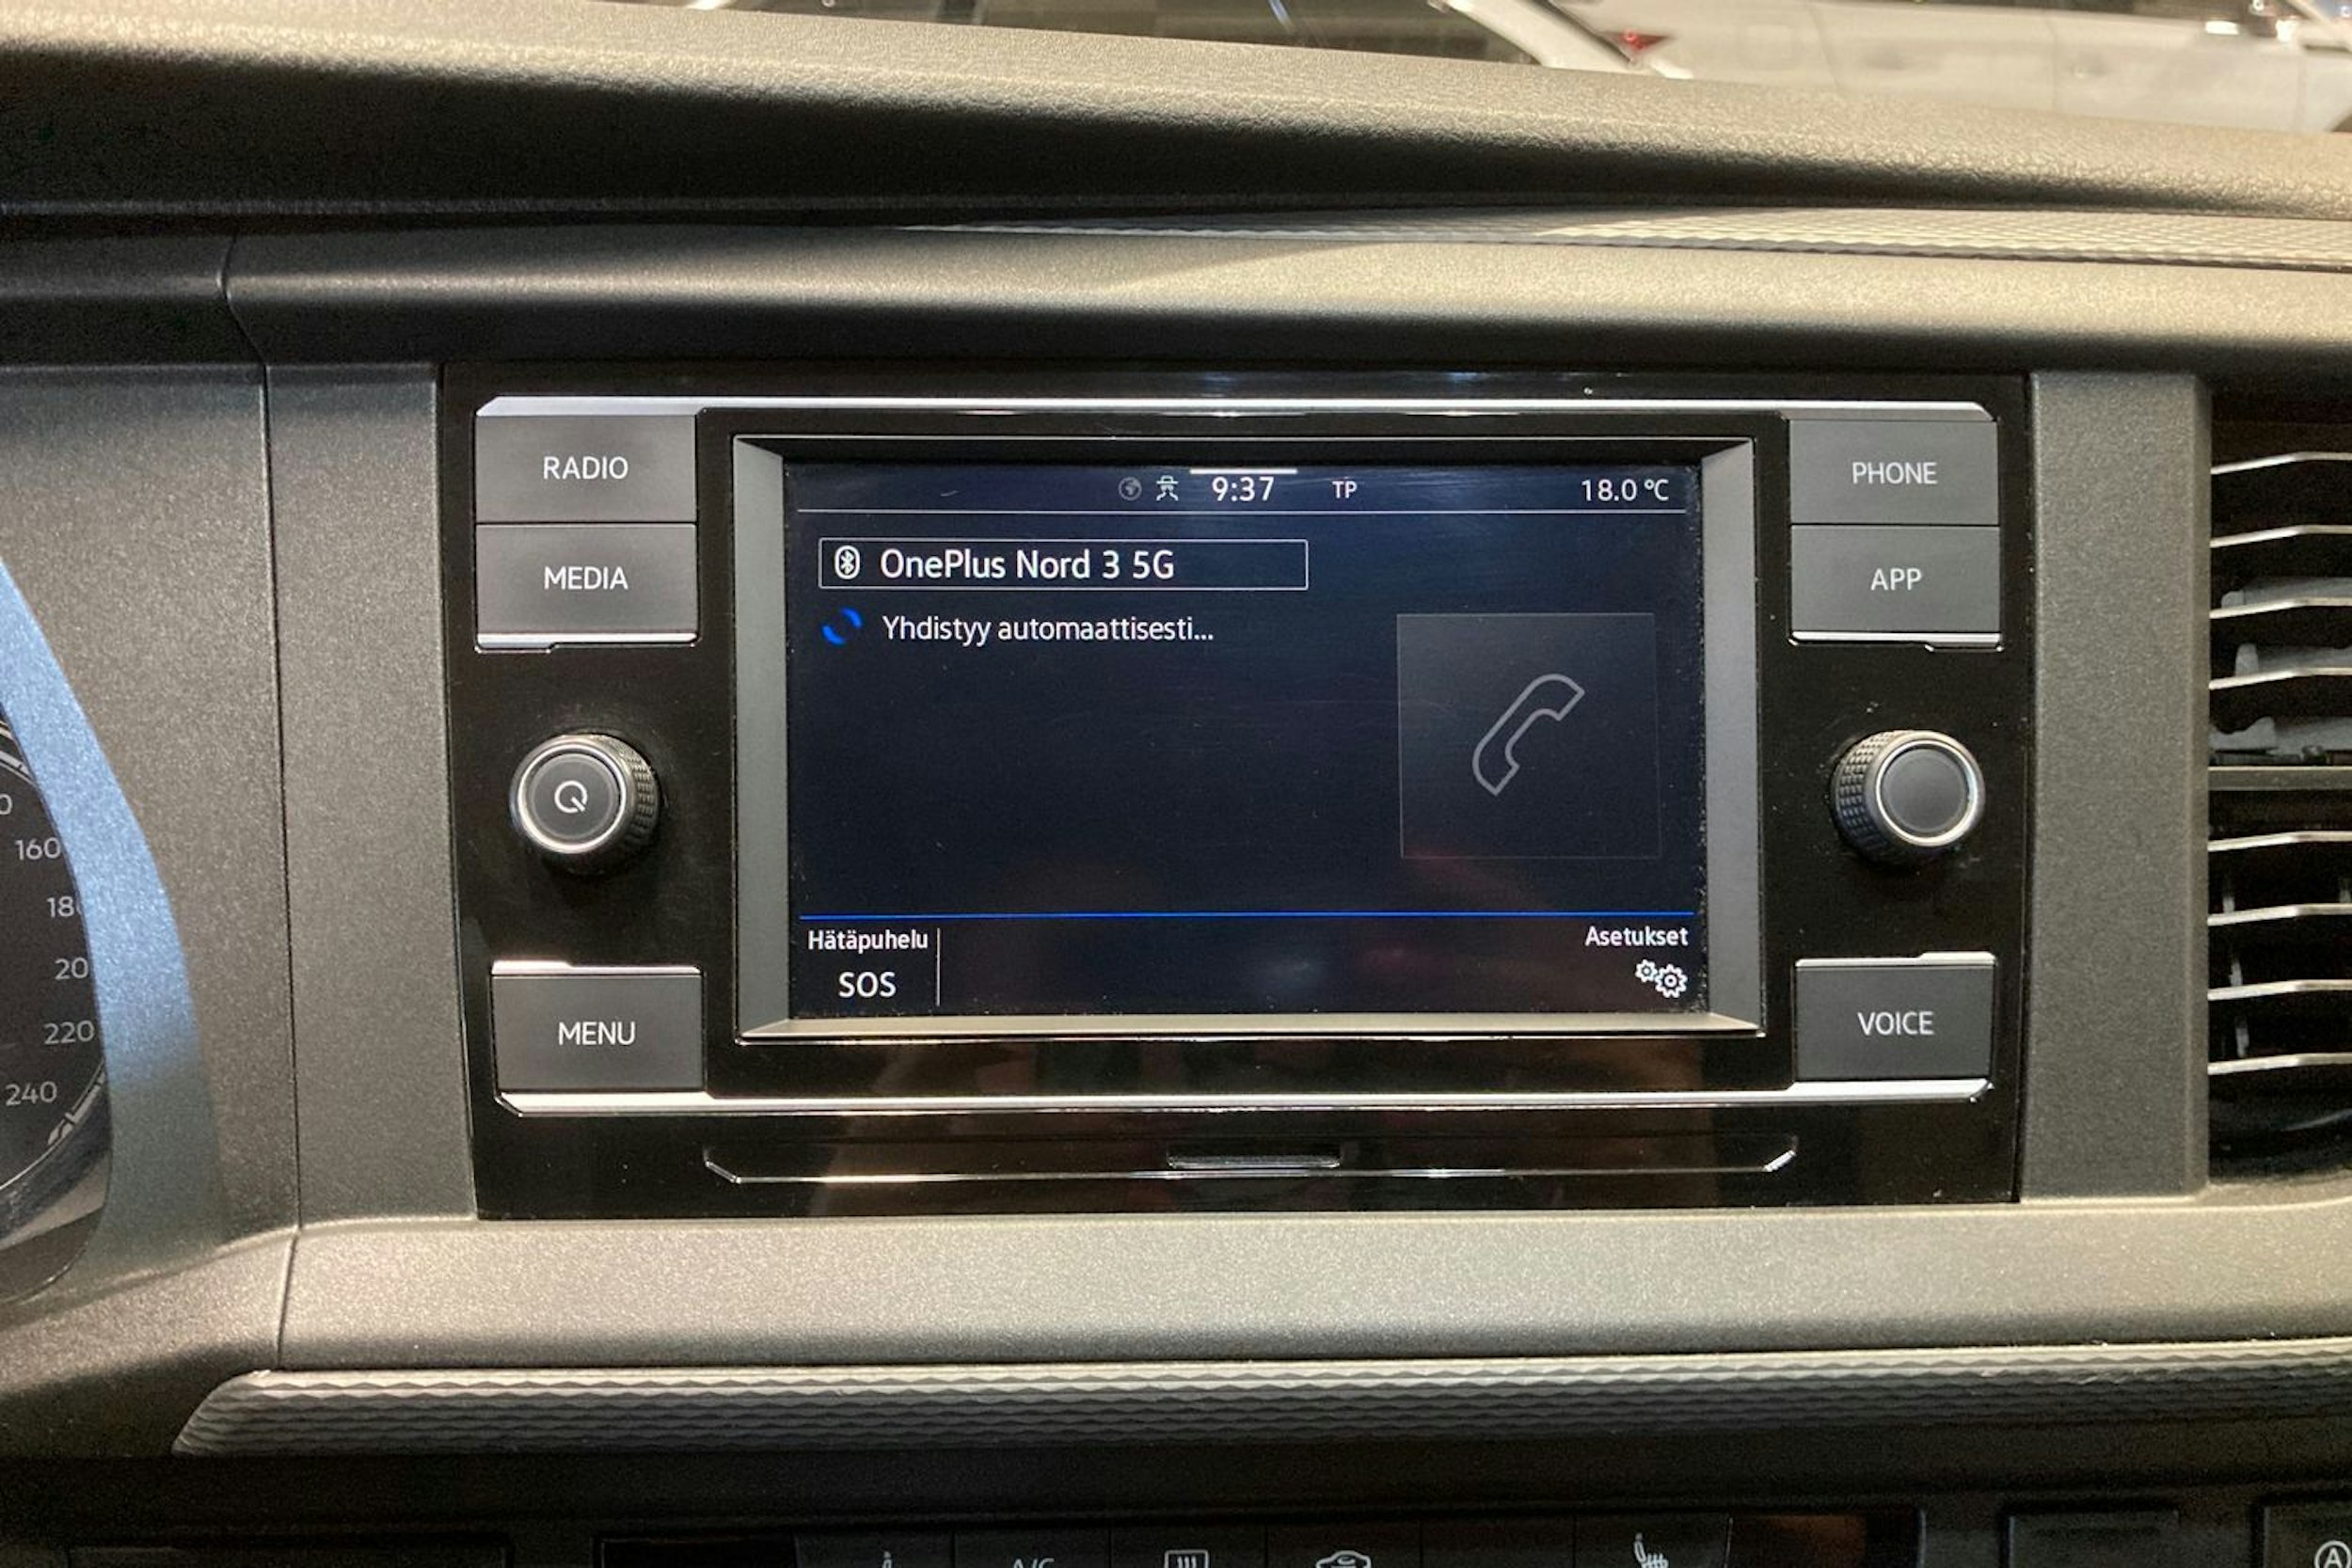 RADIO
MEDIA
MENU
9:37
TP
18.0 °C
OnePlus Nord 3 5G
Yhdistyy automaattisesti...
Hätäpuhelu
SOS
Asetukset
PHONE
APP
VOICE
160
220
240